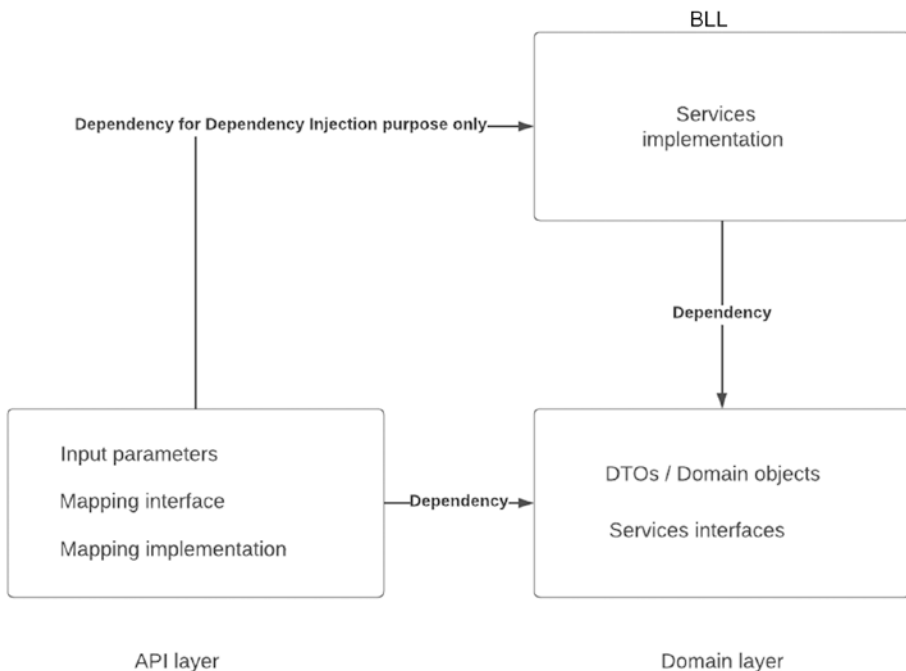 BLL
Services
implementation
Dependency for Dependency Injection purpose only
Dependency
Input parameters
Mapping interface
Mapping implementation
Dependency
DTOs / Domain objects
Services interfaces
API layer
Domain layer